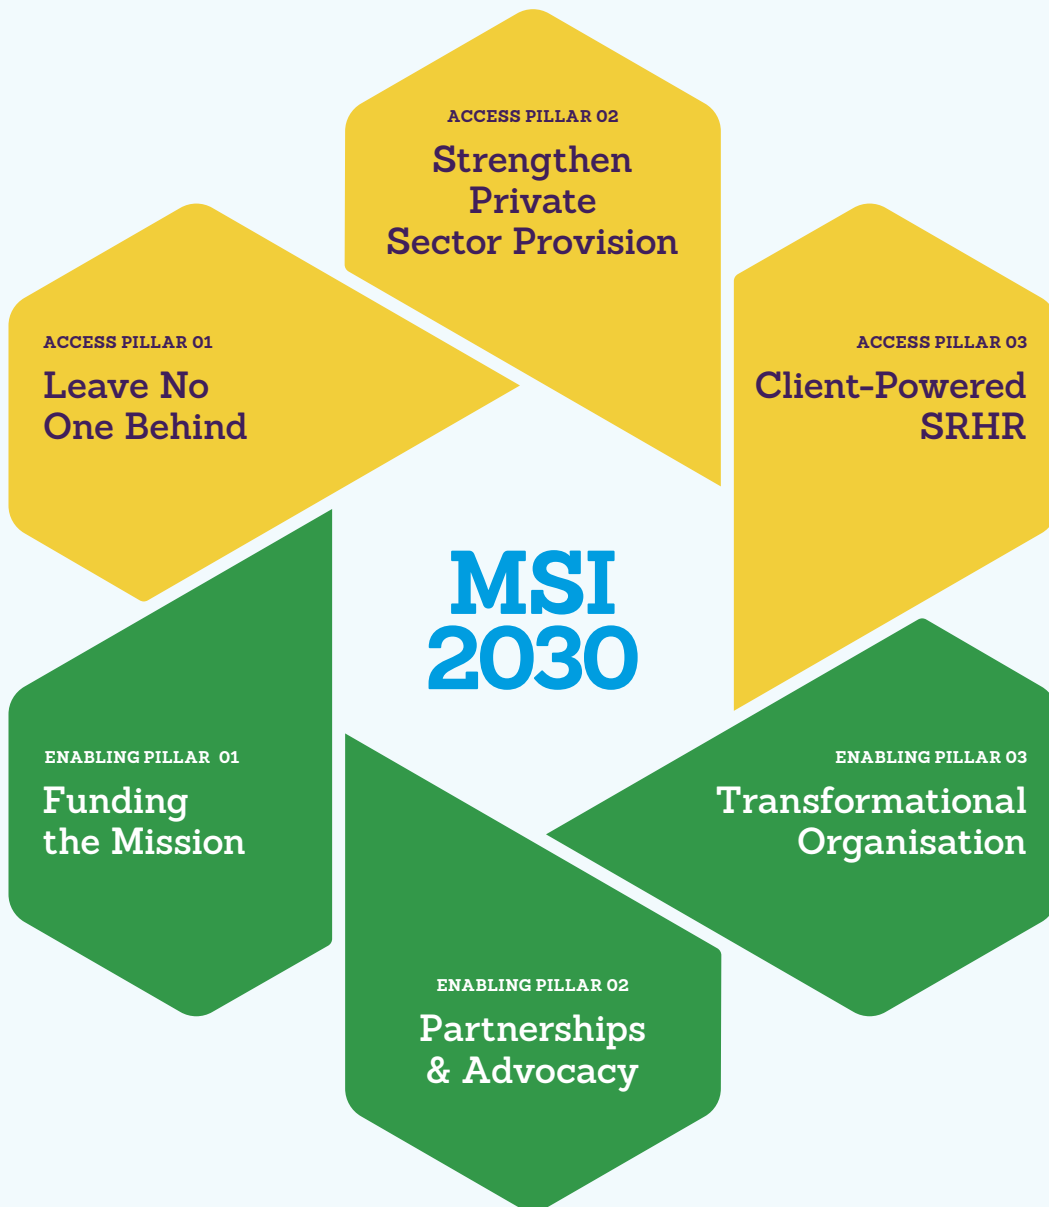 ACCESS PILLAR 02
Strengthen
Private
Sector Provision
ACCESS PILLAR 01
Leave No
One Behind
ACCESS PILLAR 03
Client-Powered
SRHR
MSI
2030
ENABLING PILLAR 01
Funding
the Mission
ENABLING PILLAR 03
Transformational
Organisation
ENABLING PILLAR 02
Partnerships
& Advocacy